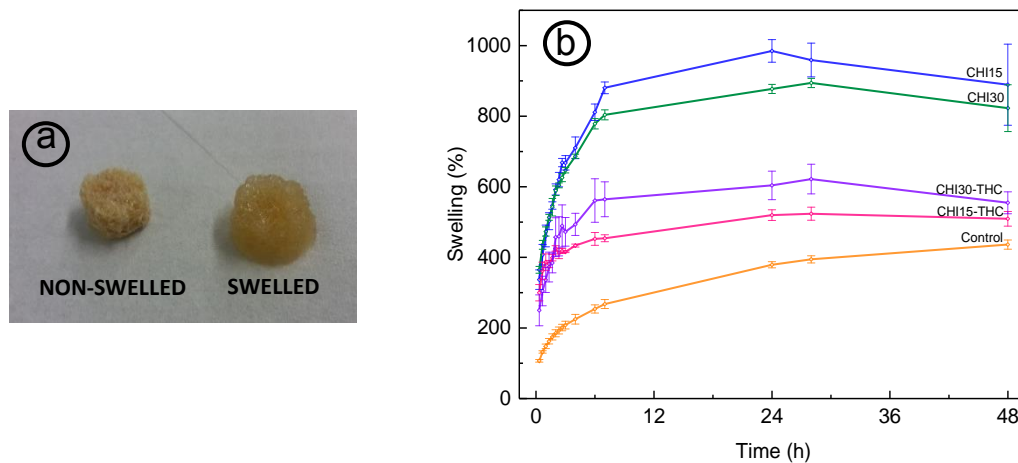 a
NON-SWELLED SWELLED
b
Swelling (%)
1000
800
600
400
200
0
CHI15
CHI30
CHI30-THC
CHI15-THC
Control
0 12 24 36 48
Time (h)